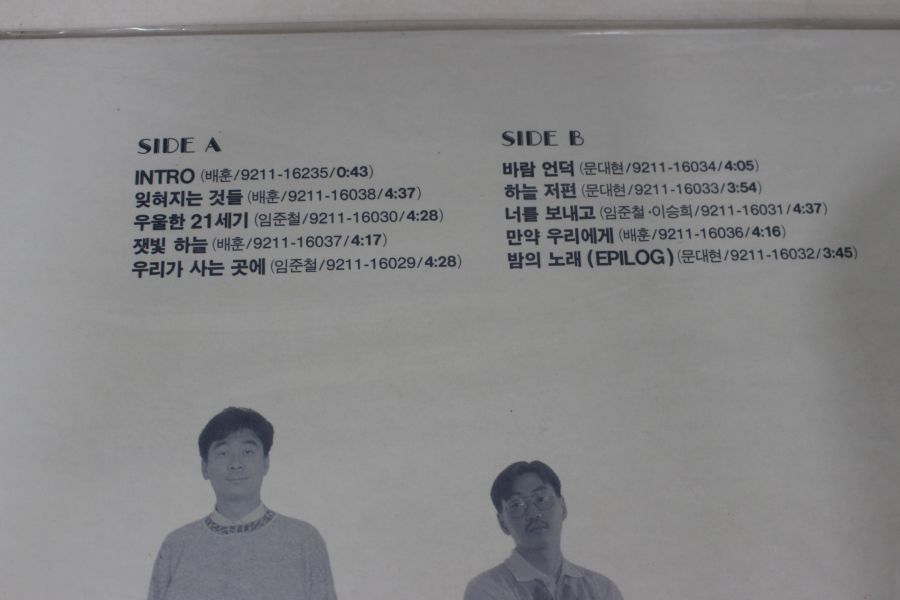 SIDE A
INTRO (배훈/9211-16235/0:43)
잊혀지는 것들 (배훈/9211-16038/4:37)
우울한 21세기 (임준철/9211-16030/4:28)
잿빛 하늘 (배훈/9211-16037/4:17)
우리가 사는 곳에 (임준철/9211-16029/4:28)
SIDE B
바람 언덕 (문대현/9211-16034/4:05)
하늘 저편 (문대현/9211-16033/3:54)
너를 보내고 (임준철·이승희/9211-16031/4:37)
만약 우리에게 (배훈/9211-16036/4:16)
밤의 노래 (EPILOG) (문대현/9211-16032/3:45)